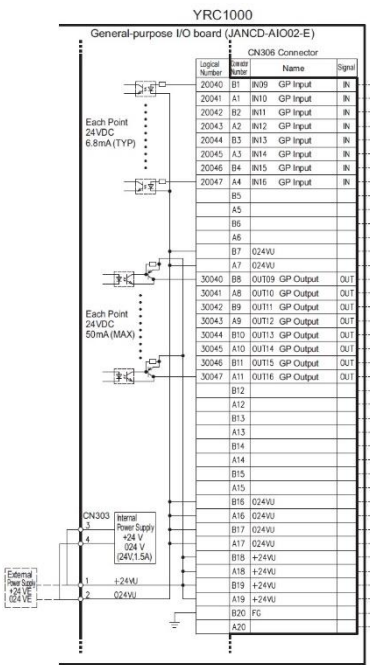 YRC1000
General-purpose I/O board (JANCD-AIO02-E)
CN306 Connector
Logical Number Connector Number Name Signal
20040 B1 IN09 GP Input IN
20041 A1 IN10 GP Input IN
20042 B2 IN11 GP Input IN
20043 A2 IN12 GP Input IN
20044 B3 IN13 GP Input IN
20045 A3 IN14 GP Input IN
20046 B4 IN15 GP Input IN
20047 A4 IN16 GP Input IN
B5
A5
B6
A6
B7 024VU
A7 024VU
30040 B8 OUT09 GP Output OUT
30041 A8 OUT10 GP Output OUT
30042 B9 OUT11 GP Output OUT
30043 A9 OUT12 GP Output OUT
30044 B10 OUT13 GP Output OUT
30045 A10 OUT14 GP Output OUT
30046 B11 OUT15 GP Output OUT
30047 A11 OUT16 GP Output OUT
B12
A12
B13
A13
B14
A14
B15
A15
B16 024VU
A16 024VU
B17 024VU
A17 024VU
B18 +24VU
A18 +24VU
B19 +24VU
A19 +24VU
B20 FG
A20
Each Point
24VDC
6.8mA (TYP)
Each Point
24VDC
50mA (MAX)
CN303
3
4
1
2
Internal
Power Supply
+24 V
024 V
(24V,1.5A)
+24VU
024VU
External
Power Supply
+24 VE
024 VE